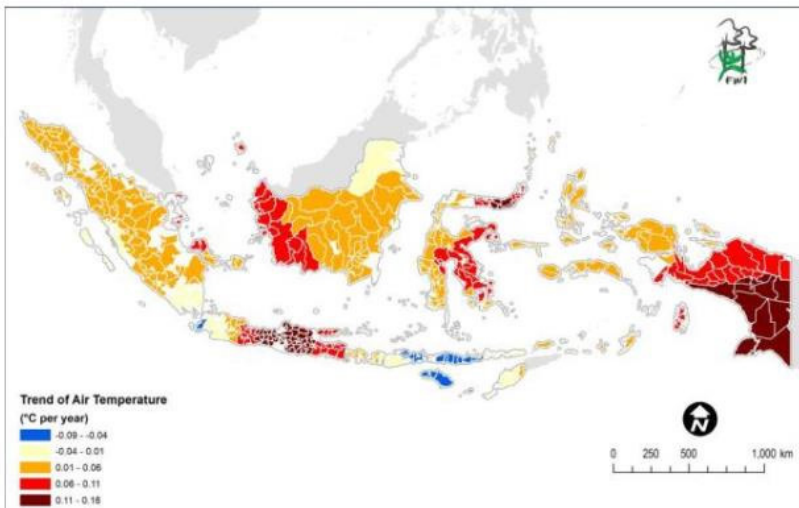 FWI
Trend of Air Temperature
(°C per year)
-0.09 - -0.04
-0.04 - 0.01
0.01 - 0.06
0.06 - 0.11
0.11 - 0.16
N
0 250 500 1,000 km